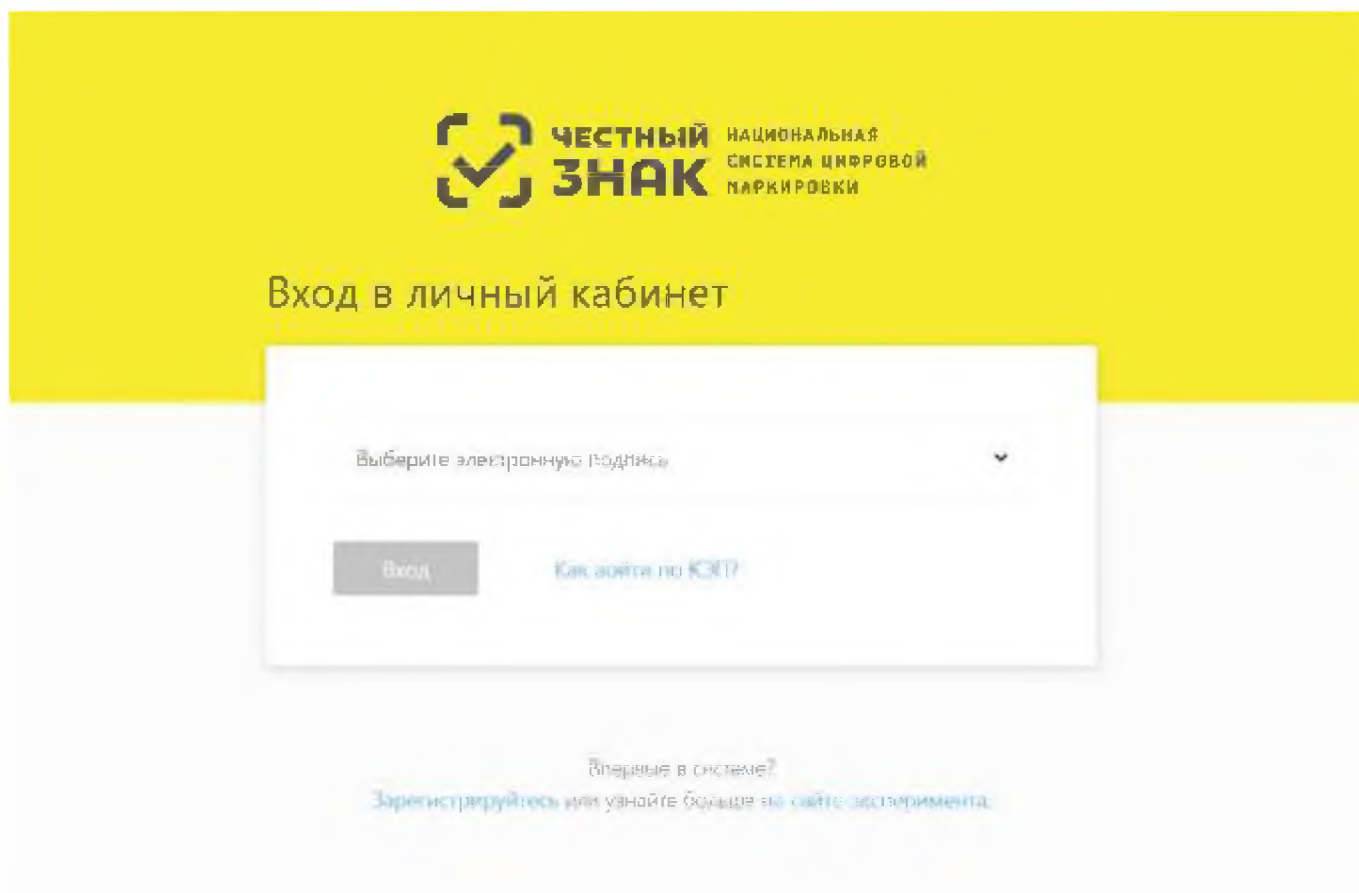 ЧЕСТНЫЙ
ЗНАК
НАЦИОНАЛЬНАЯ
СИСТЕМА ЦИФРОВОЙ
МАРКИРОВКИ
Вход в личный кабинет
Выберите электронную подпись
Вход
Как войти по КЭП?
Впервые в системе?
Зарегистрируйтесь или узнайте больше на сайте эксперимента